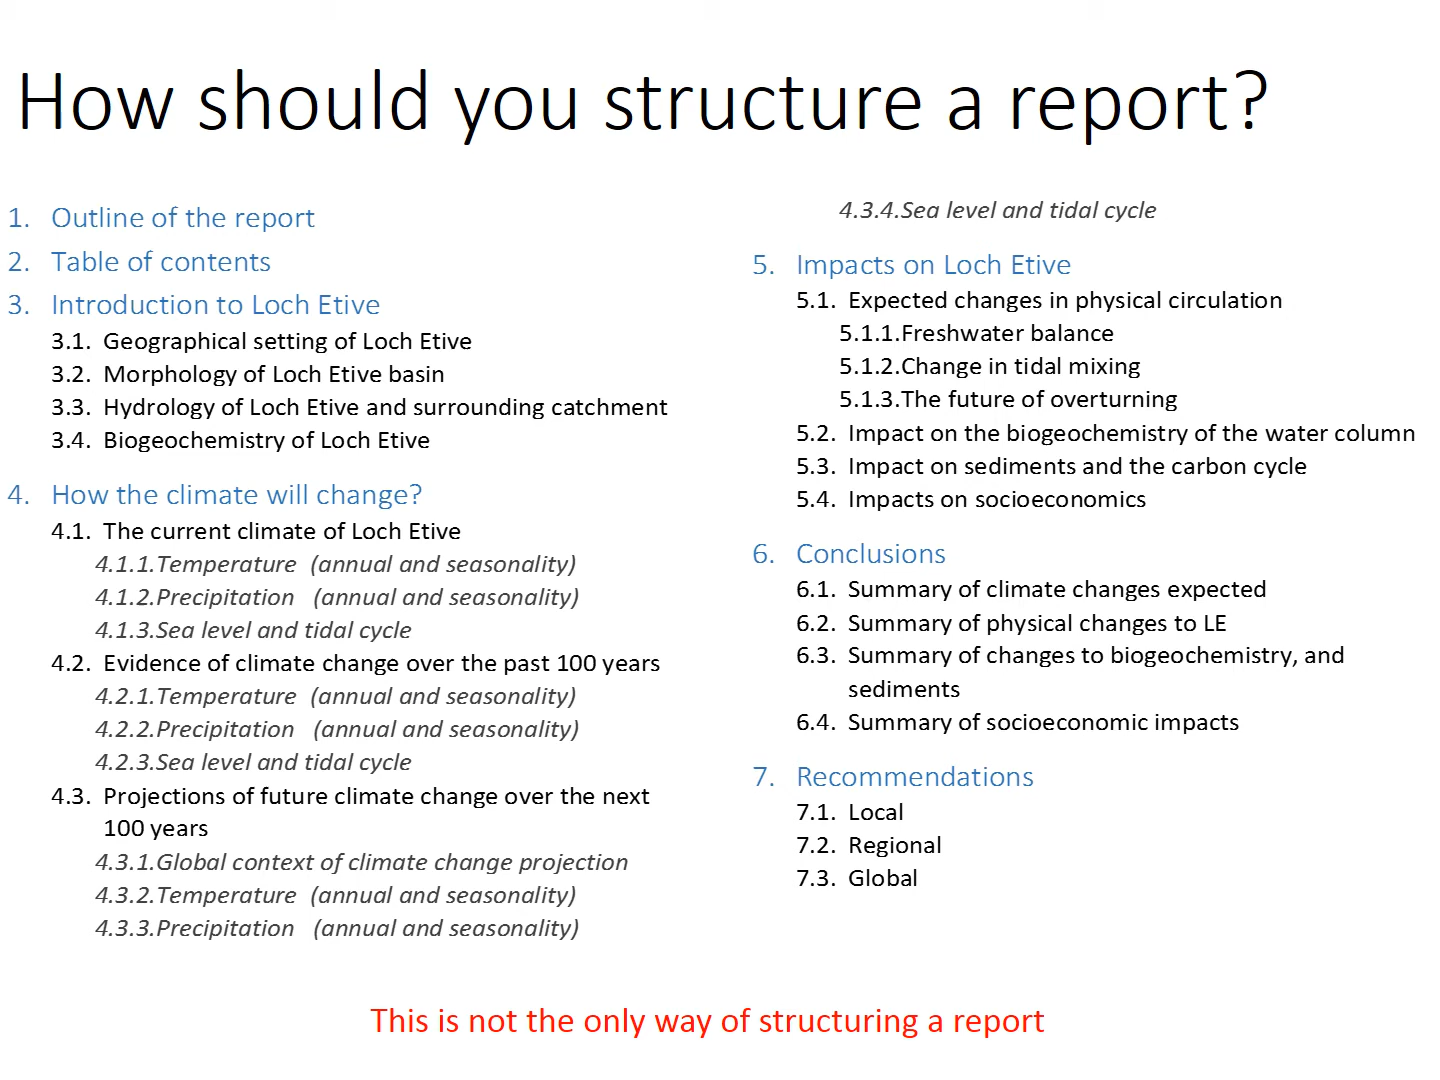 How should you structure a report?
1. Outline of the report
2. Table of contents
3. Introduction to Loch Etive
3.1. Geographical setting of Loch Etive
3.2. Morphology of Loch Etive basin
3.3. Hydrology of Loch Etive and surrounding catchment
3.4. Biogeochemistry of Loch Etive
4. How the climate will change?
4.1. The current climate of Loch Etive
4.1.1.Temperature (annual and seasonality)
4.1.2.Precipitation (annual and seasonality)
4.1.3.Sea level and tidal cycle
4.2. Evidence of climate change over the past 100 years
4.2.1.Temperature (annual and seasonality)
4.2.2.Precipitation (annual and seasonality)
4.2.3.Sea level and tidal cycle
4.3. Projections of future climate change over the next
100 years
4.3.1.Global context of climate change projection
4.3.2.Temperature (annual and seasonality)
4.3.3.Precipitation (annual and seasonality)
4.3.4.Sea level and tidal cycle
5. Impacts on Loch Etive
5.1. Expected changes in physical circulation
5.1.1.Freshwater balance
5.1.2.Change in tidal mixing
5.1.3.The future of overturning
5.2. Impact on the biogeochemistry of the water column
5.3. Impact on sediments and the carbon cycle
5.4. Impacts on socioeconomics
6. Conclusions
6.1. Summary of climate changes expected
6.2. Summary of physical changes to LE
6.3. Summary of changes to biogeochemistry, and
sediments
6.4. Summary of socioeconomic impacts
7. Recommendations
7.1. Local
7.2. Regional
7.3. Global
This is not the only way of structuring a report